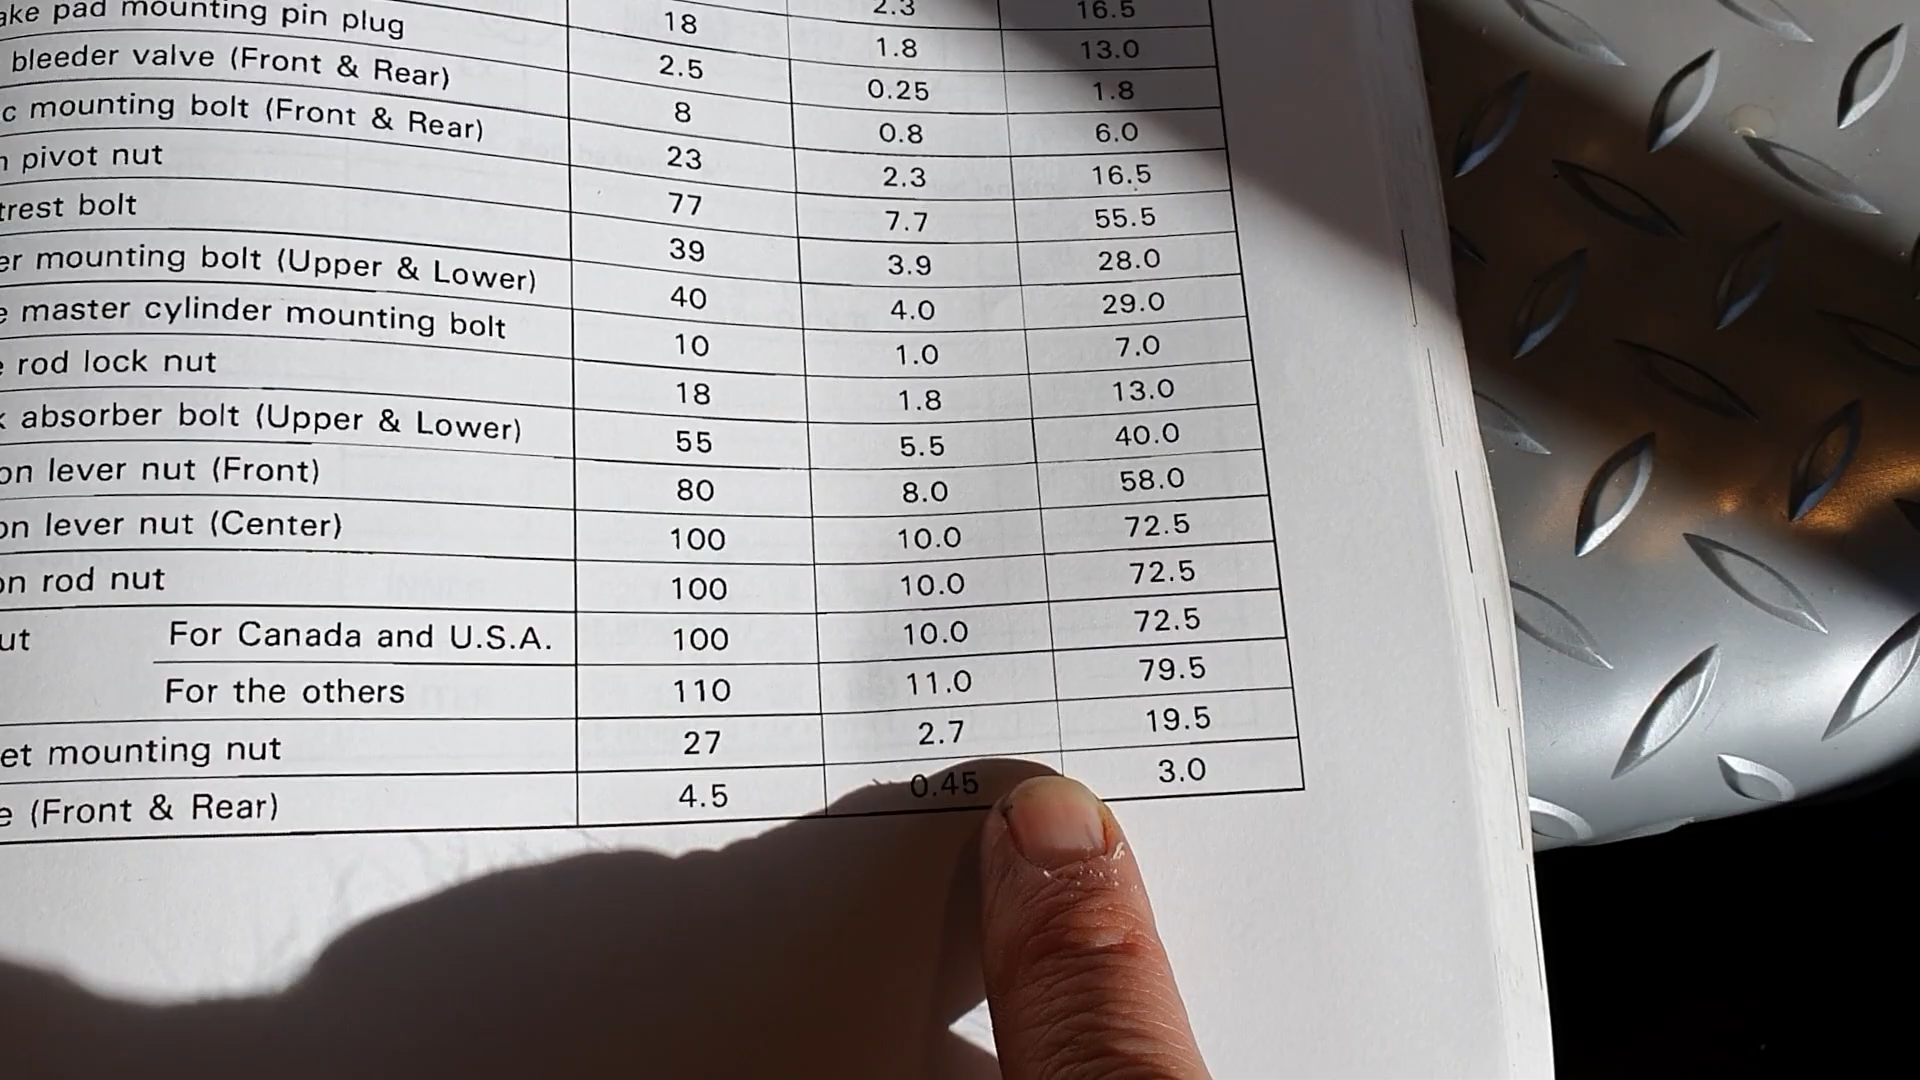 2.3 16.5
18 1.8 13.0
ake pad mounting pin plug 2.5 0.25 1.8
bleeder valve (Front & Rear) 8 0.8 6.0
c mounting bolt (Front & Rear) 23 2.3 16.5
pivot nut 77 7.7 55.5
trest bolt 39 3.9 28.0
er mounting bolt (Upper & Lower) 40 4.0 29.0
e master cylinder mounting bolt 10 1.0 7.0
rod lock nut 18 1.8 13.0
k absorber bolt (Upper & Lower) 55 5.5 40.0
on lever nut (Front) 80 8.0 58.0
on lever nut (Center) 100 10.0 72.5
on rod nut 100 10.0 72.5
ut For Canada and U.S.A. 100 10.0 72.5
For the others 110 11.0 79.5
et mounting nut 27 2.7 19.5
e (Front & Rear) 4.5 0.45 3.0